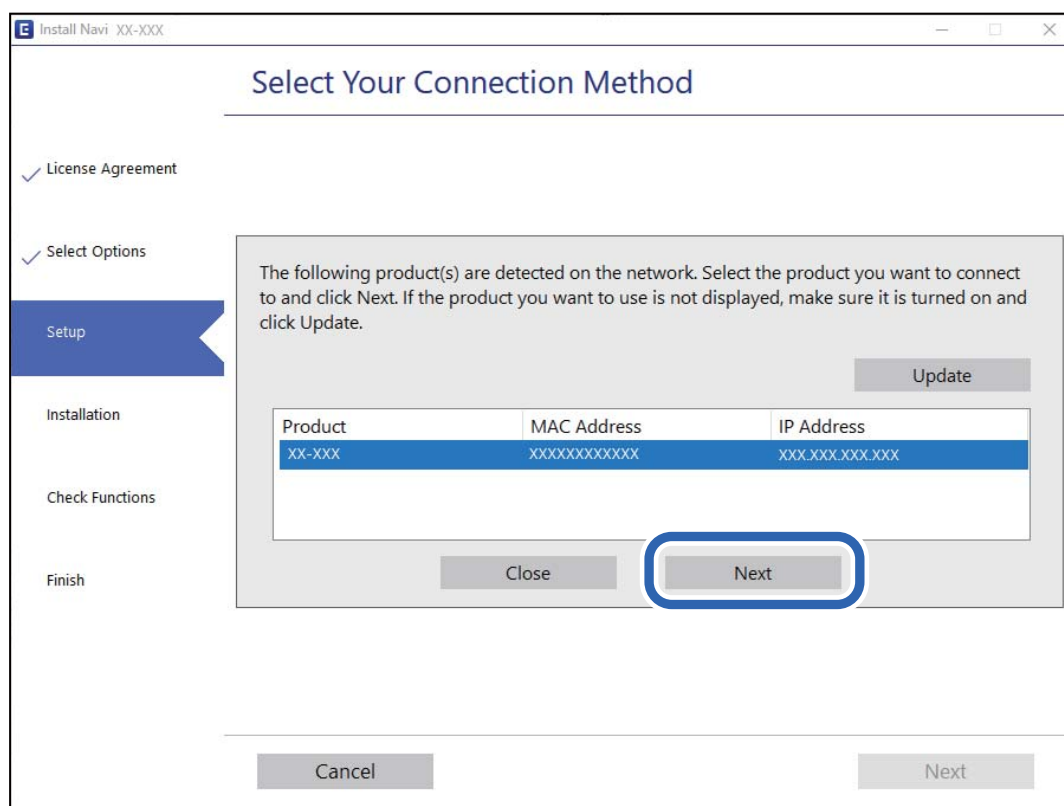 E Install Navi XX-XXX
Select Your Connection Method
License Agreement
Select Options
Setup
Installation
Check Functions
Finish
The following product(s) are detected on the network. Select the product you want to connect
to and click Next. If the product you want to use is not displayed, make sure it is turned on and
click Update.
Update
Product MAC Address IP Address
XX-XXX XXXXXXXXXXXX XXX.XXX.XXX.XXX
Close Next
Cancel Next